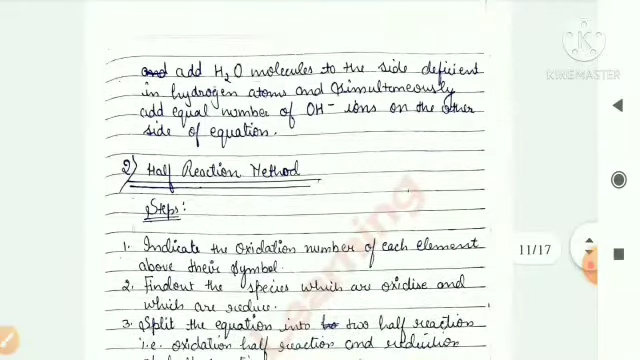 and add H2O molecules to the side deficient
in hydrogen atoms and simultaneously
add equal number of OH- ions on the other
side of equation.
2) Half Reaction Method
Steps:
1. Indicate the oxidation number of each element
above their symbol.
2. Findout the species which are oxidise and
which are reduce.
3. Split the equation into two half reaction
i.e. oxidation half reaction and reduction
Learning
KINEMASTER
11/17